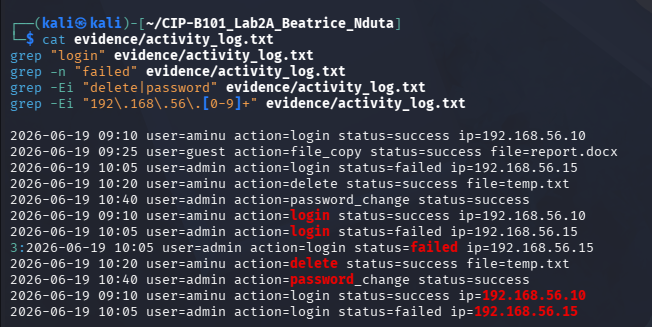 ┌──(kali㉿kali)-[~/CIP-B101_Lab2A_Beatrice_Nduta]
└─$ cat evidence/activity_log.txt
grep "login" evidence/activity_log.txt
grep -n "failed" evidence/activity_log.txt
grep -Ei "delete|password" evidence/activity_log.txt
grep -Ei "192\.168\.56\.[0-9]+" evidence/activity_log.txt
2026-06-19 09:10 user=aminu action=login status=success ip=192.168.56.10
2026-06-19 09:25 user=guest action=file_copy status=success file=report.docx
2026-06-19 10:05 user=admin action=login status=failed ip=192.168.56.15
2026-06-19 10:20 user=aminu action=delete status=success file=temp.txt
2026-06-19 10:40 user=admin action=password_change status=success
2026-06-19 09:10 user=aminu action=login status=success ip=192.168.56.10
2026-06-19 10:05 user=admin action=login status=failed ip=192.168.56.15
3:2026-06-19 10:05 user=admin action=login status=failed ip=192.168.56.15
2026-06-19 10:20 user=aminu action=delete status=success file=temp.txt
2026-06-19 10:40 user=admin action=password_change status=success
2026-06-19 09:10 user=aminu action=login status=success ip=192.168.56.10
2026-06-19 10:05 user=admin action=login status=failed ip=192.168.56.15